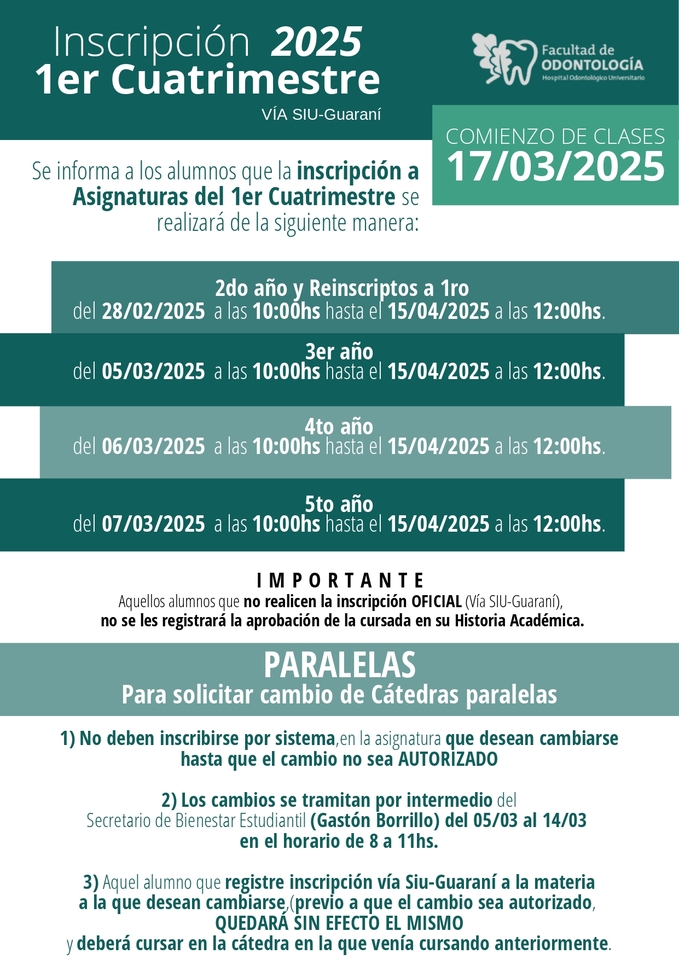 Inscripción 2025
1er Cuatrimestre
VÍA SIU-Guaraní
Facultad de
ODONTOLOGÍA
Hospital Odontológico Universitario
COMIENZO DE CLASES
17/03/2025
Se informa a los alumnos que la inscripción a
Asignaturas del 1er Cuatrimestre se
realizará de la siguiente manera:
2do año y Reinscriptos a 1ro
del 28/02/2025 a las 10:00hs hasta el 15/04/2025 a las 12:00hs.
3er año
del 05/03/2025 a las 10:00hs hasta el 15/04/2025 a las 12:00hs.
4to año
del 06/03/2025 a las 10:00hs hasta el 15/04/2025 a las 12:00hs.
5to año
del 07/03/2025 a las 10:00hs hasta el 15/04/2025 a las 12:00hs.
IMPORTANTE
Aquellos alumnos que no realicen la inscripción OFICIAL (Vía SIU-Guaraní),
no se les registrará la aprobación de la cursada en su Historia Académica.
PARALELAS
Para solicitar cambio de Cátedras paralelas
1) No deben inscribirse por sistema,en la asignatura que desean cambiarse
hasta que el cambio no sea AUTORIZADO
2) Los cambios se tramitan por intermedio del
Secretario de Bienestar Estudiantil (Gastón Borrillo) del 05/03 al 14/03
en el horario de 8 a 11hs.
3) Aquel alumno que registre inscripción vía Siu-Guaraní a la materia
a la que desean cambiarse,(previo a que el cambio sea autorizado,
QUEDARÁ SIN EFECTO EL MISMO
y deberá cursar en la cátedra en la que venía cursando anteriormente.